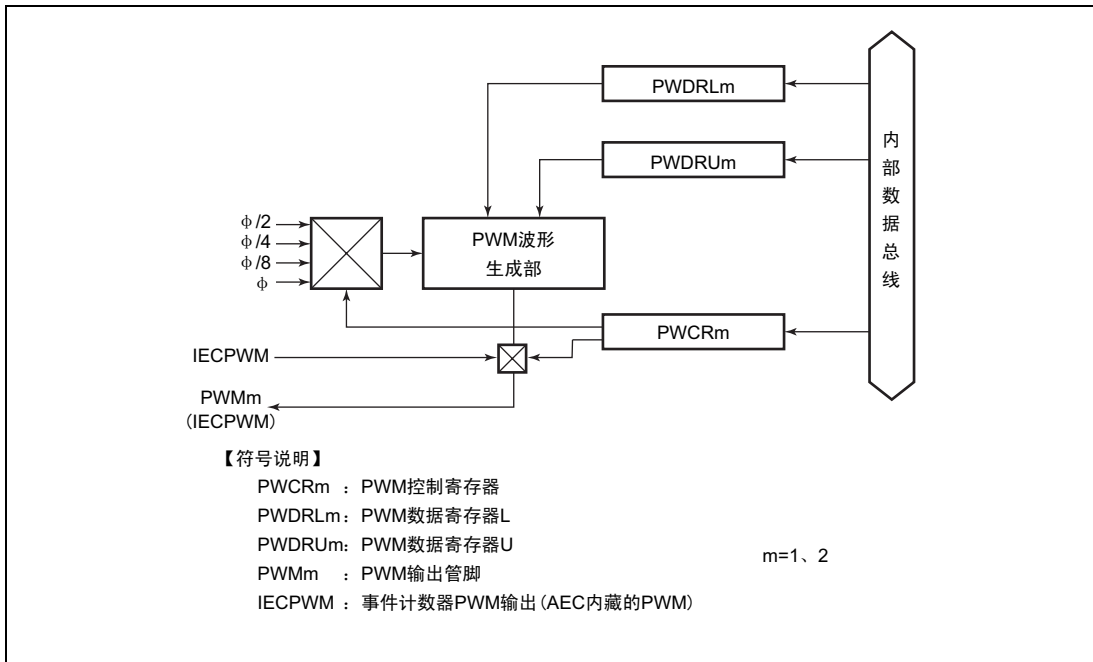 PWDRLm
PWDRUm
内部数据总线
φ/2
φ/4
φ/8
φ
PWM波形
生成部
PWCRm
IECPWM
PWMm
(IECPWM)
【符号说明】
PWCRm ：PWM控制寄存器
PWDRLm：PWM数据寄存器L
PWDRUm：PWM数据寄存器U
m=1、2
PWMm ：PWM输出管脚
IECPWM ：事件计数器PWM输出(AEC内藏的PWM)